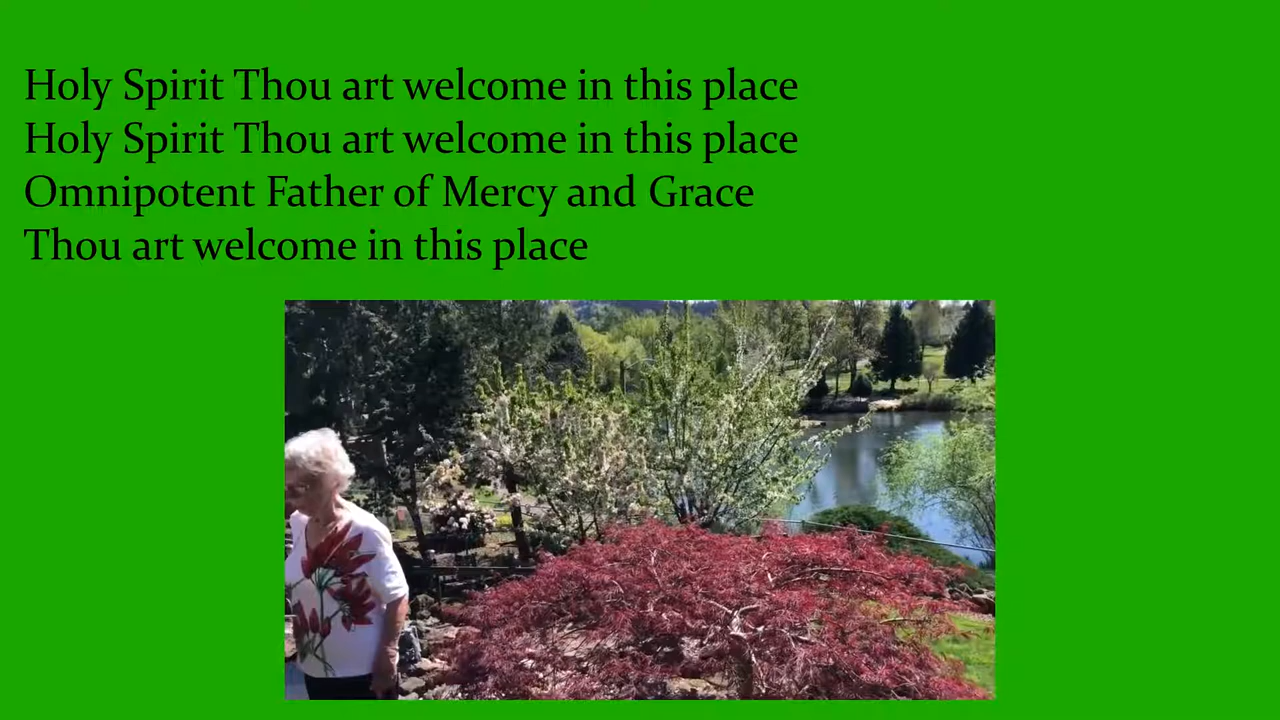 Holy Spirit Thou art welcome in this place
Holy Spirit Thou art welcome in this place
Omnipotent Father of Mercy and Grace
Thou art welcome in this place